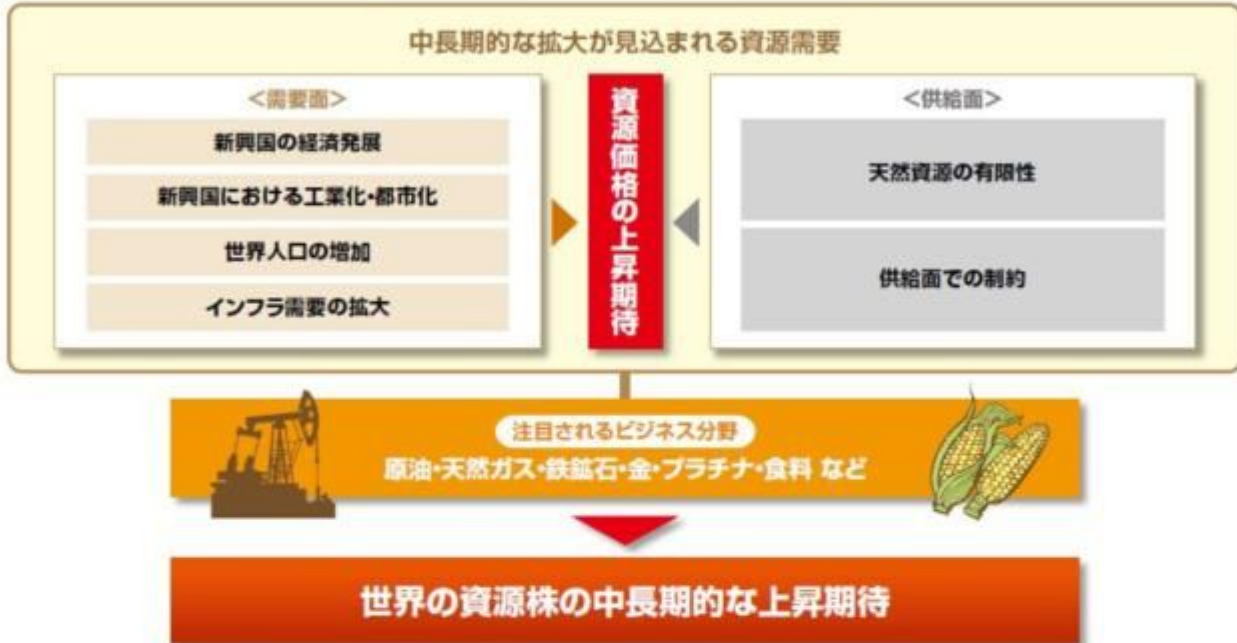 中長期的な拡大が見込まれる資源需要
＜需要面＞
新興国の経済発展
新興国における工業化・都市化
世界人口の増加
インフラ需要の拡大
資源価格の上昇期待
＜供給面＞
天然資源の有限性
供給面での制約
注目されるビジネス分野
原油・天然ガス・鉄鉱石・金・プラチナ・食料 など
世界の資源株の中長期的な上昇期待